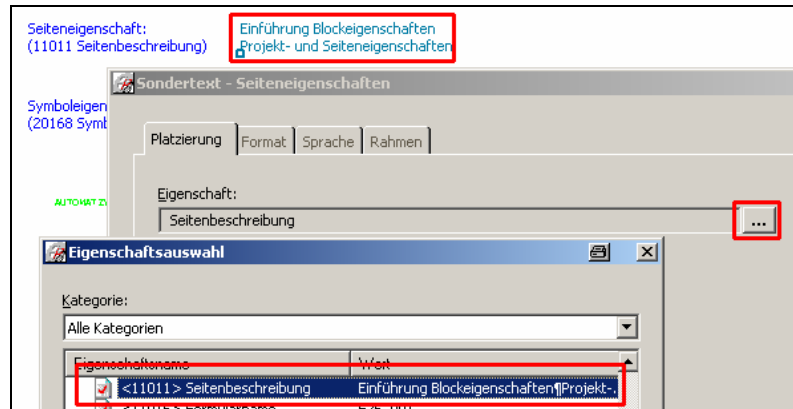 Seiteneigenschaft:
Einführung Blockeigenschaften
(11011 Seitenbeschreibung)
Projekt- und Seiteneigenschaften
Sondertext - Seiteneigenschaften
Symboleigen
(20168 Symb
Platzierung Format Sprache Rahmen
Eigenschaft:
AUTOMAT
Seitenbeschreibung
...
Eigenschaftsauswahl
Kategorie:
Alle Kategorien
Eigenschaftsname Wert
<11011> Seitenbeschreibung Einführung Blockeigenschaften¶Projekt-.